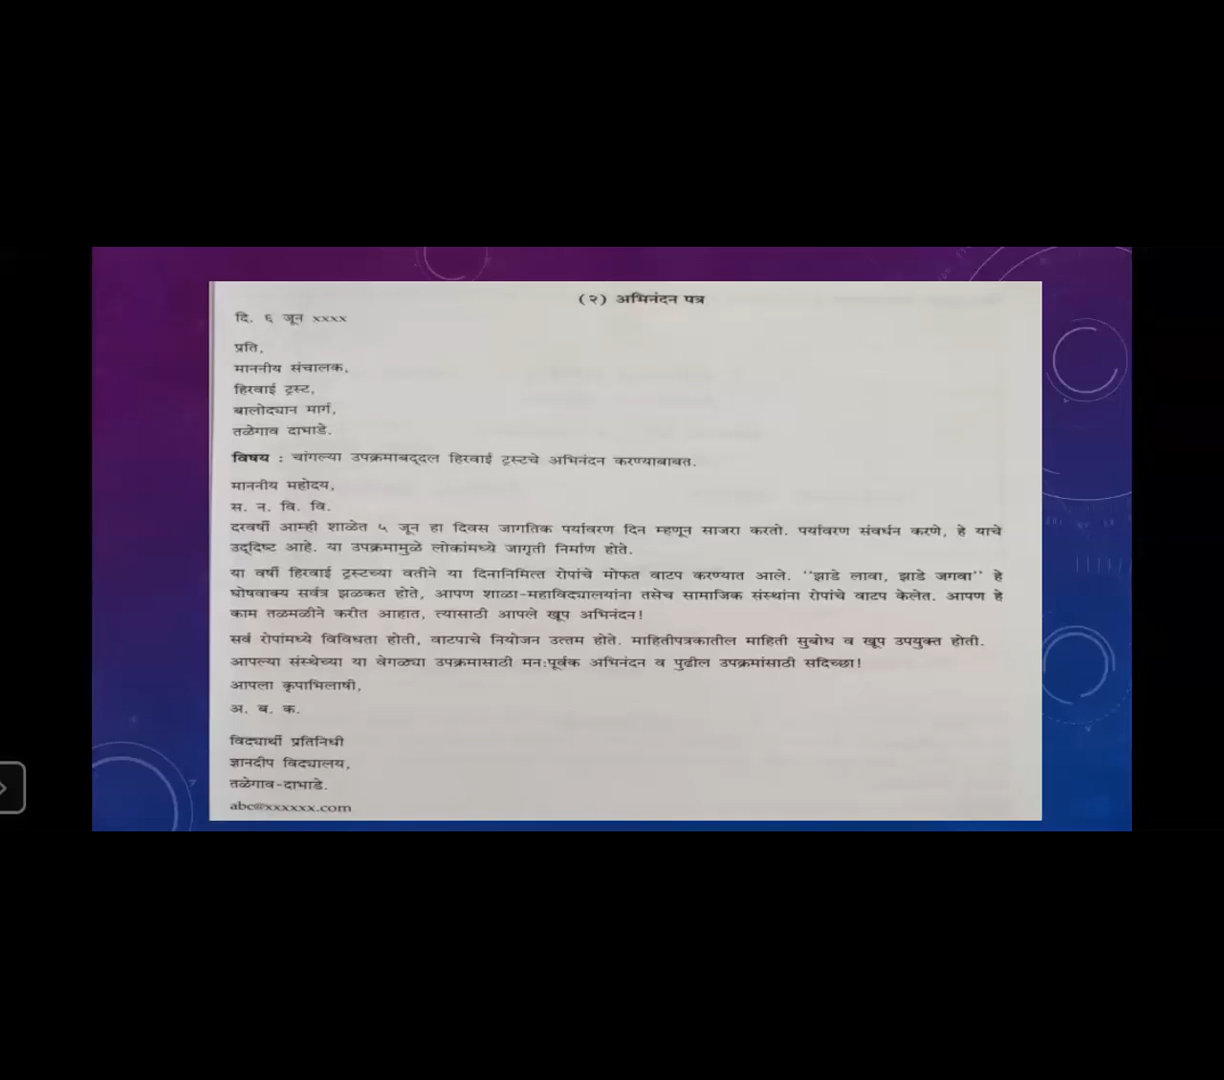 (२) अभिनंदन पत्र
दि. ६ जून xxxx
प्रति,
माननीय संचालक,
हिरवाई ट्रस्ट,
बालोद्यान मार्ग,
तळेगाव दाभाडे.
विषय : चांगल्या उपक्रमाबद्दल हिरवाई ट्रस्टचे अभिनंदन करण्याबाबत.
माननीय महोदय,
स. न. वि. वि.
दरवर्षी आम्ही शाळेत ५ जून हा दिवस जागतिक पर्यावरण दिन म्हणून साजरा करतो. पर्यावरण संवर्धन करणे, हे याचे
उद्दिष्ट आहे. या उपक्रमामुळे लोकांमध्ये जागृती निर्माण होते.
या वर्षी हिरवाई ट्रस्टच्या वतीने या दिनानिमित्त रोपांचे मोफत वाटप करण्यात आले. ''झाडे लावा, झाडे जगवा'' हे
घोषवाक्य सर्वत्र झळकत होते, आपण शाळा-महाविद्यालयांना तसेच सामाजिक संस्थांना रोपांचे वाटप केलेत. आपण हे
काम तळमळीने करीत आहात, त्यासाठी आपले खूप अभिनंदन!
सर्व रोपांमध्ये विविधता होती, वाटपाचे नियोजन उत्तम होते. माहितीपत्रकातील माहिती सुबोध व खूप उपयुक्त होती.
आपल्या संस्थेच्या या वेगळ्या उपक्रमासाठी मन:पूर्वक अभिनंदन व पुढील उपक्रमांसाठी सदिच्छा!
आपला कृपाभिलाषी,
अ. ब. क.
विद्यार्थी प्रतिनिधी
ज्ञानदीप विद्यालय,
तळेगाव-दाभाडे.
abc@xxxxxx.com